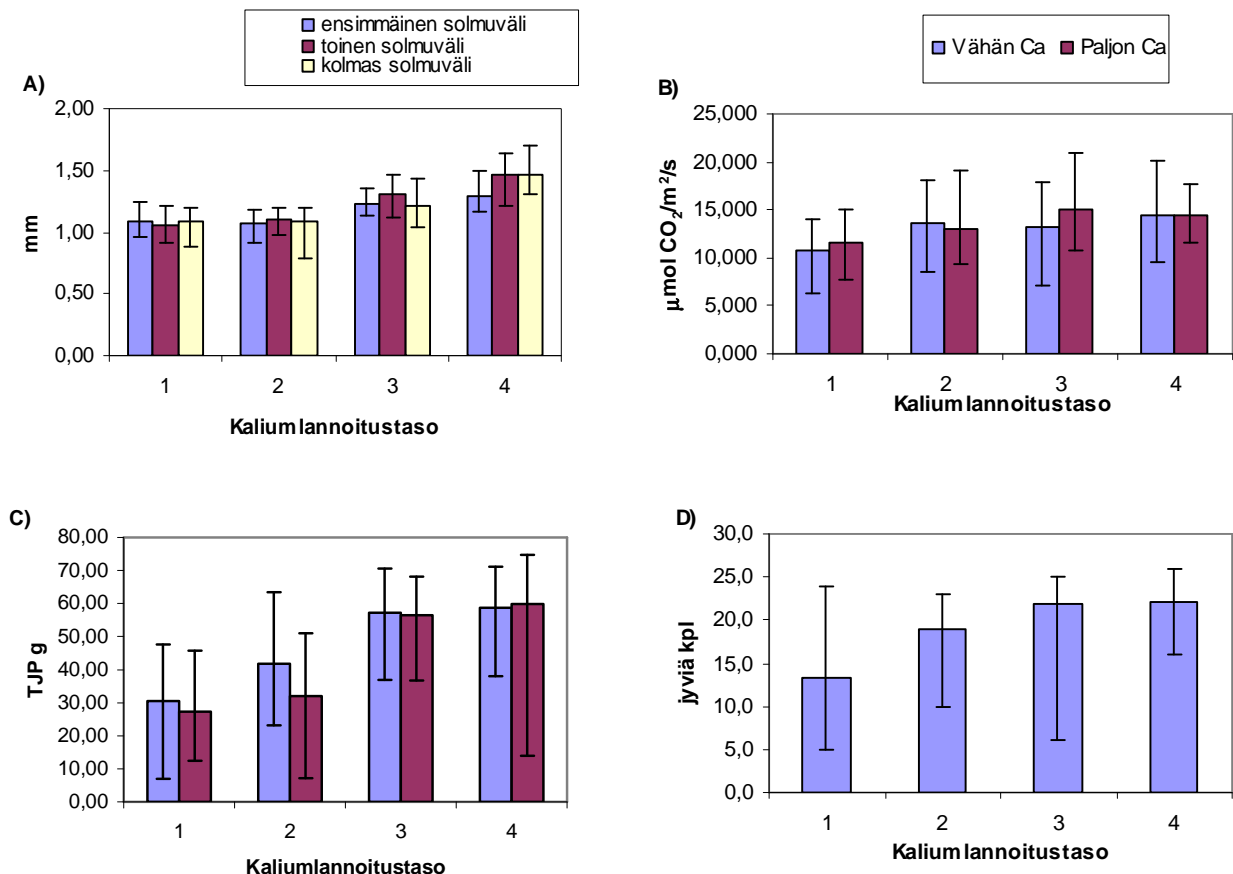 ensimmäinen solmuväli
toinen solmuväli
kolmas solmuväli
A)
2,00
1,50
1,00
0,50
0,00
mm
1
2
3
4
Kaliumlannoitustaso
Vähän Ca
Paljon Ca
B)
25,000
20,000
15,000
10,000
5,000
0,000
µmol CO₂/m²/s
1
2
3
4
Kaliumlannoitustaso
C)
80,00
70,00
60,00
50,00
40,00
30,00
20,00
10,00
0,00
TJP g
1
2
3
4
Kaliumlannoitustaso
D)
30,0
25,0
20,0
15,0
10,0
5,0
0,0
jyviä kpl
1
2
3
4
Kaliumlannoitustaso